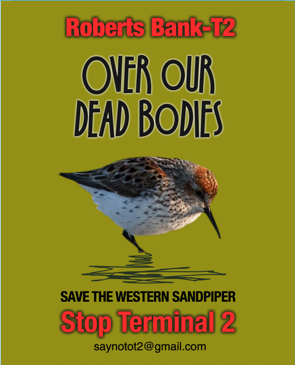 Roberts Bank-T2
OVER OUR
DEAD BODIES
SAVE THE WESTERN SANDPIPER
Stop Terminal 2
saynotot2@gmail.com